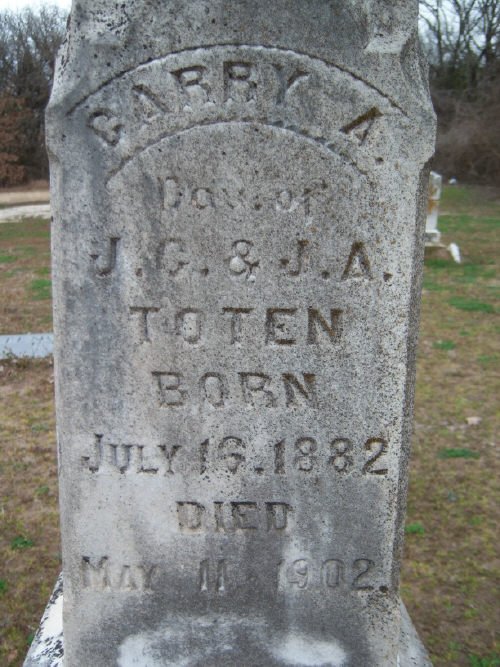 CARRY A.
Dau. of
J. C. & J. A.
TOTEN
BORN
JULY 16. 1882
DIED
MAY 11 1902.